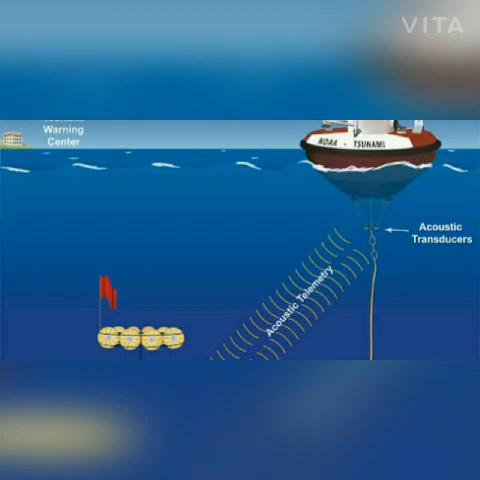 VITA
Warning
Center
NOAA - TSUNAMI
Acoustic
Transducers
Acoustic Telemetry